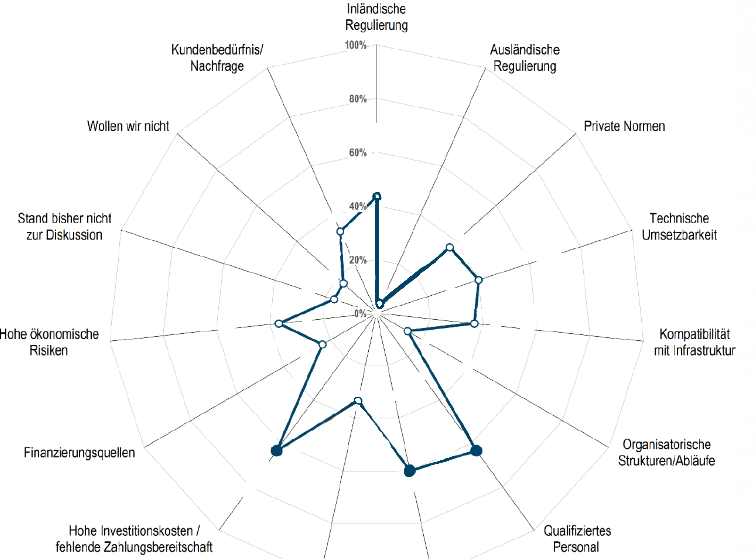 Inländische
Regulierung
Ausländische
Regulierung
Private Normen
Technische
Umsetzbarkeit
Kompatibilität
mit Infrastruktur
Organisatorische
Strukturen/Abläufe
Qualifiziertes
Personal
Hohe Investitionskosten /
fehlende Zahlungsbereitschaft
Finanzierungsquellen
Hohe ökonomische
Risiken
Stand bisher nicht
zur Diskussion
Wollen wir nicht
Kundenbedürfnis/
Nachfrage
100%
80%
60%
40%
20%
0%